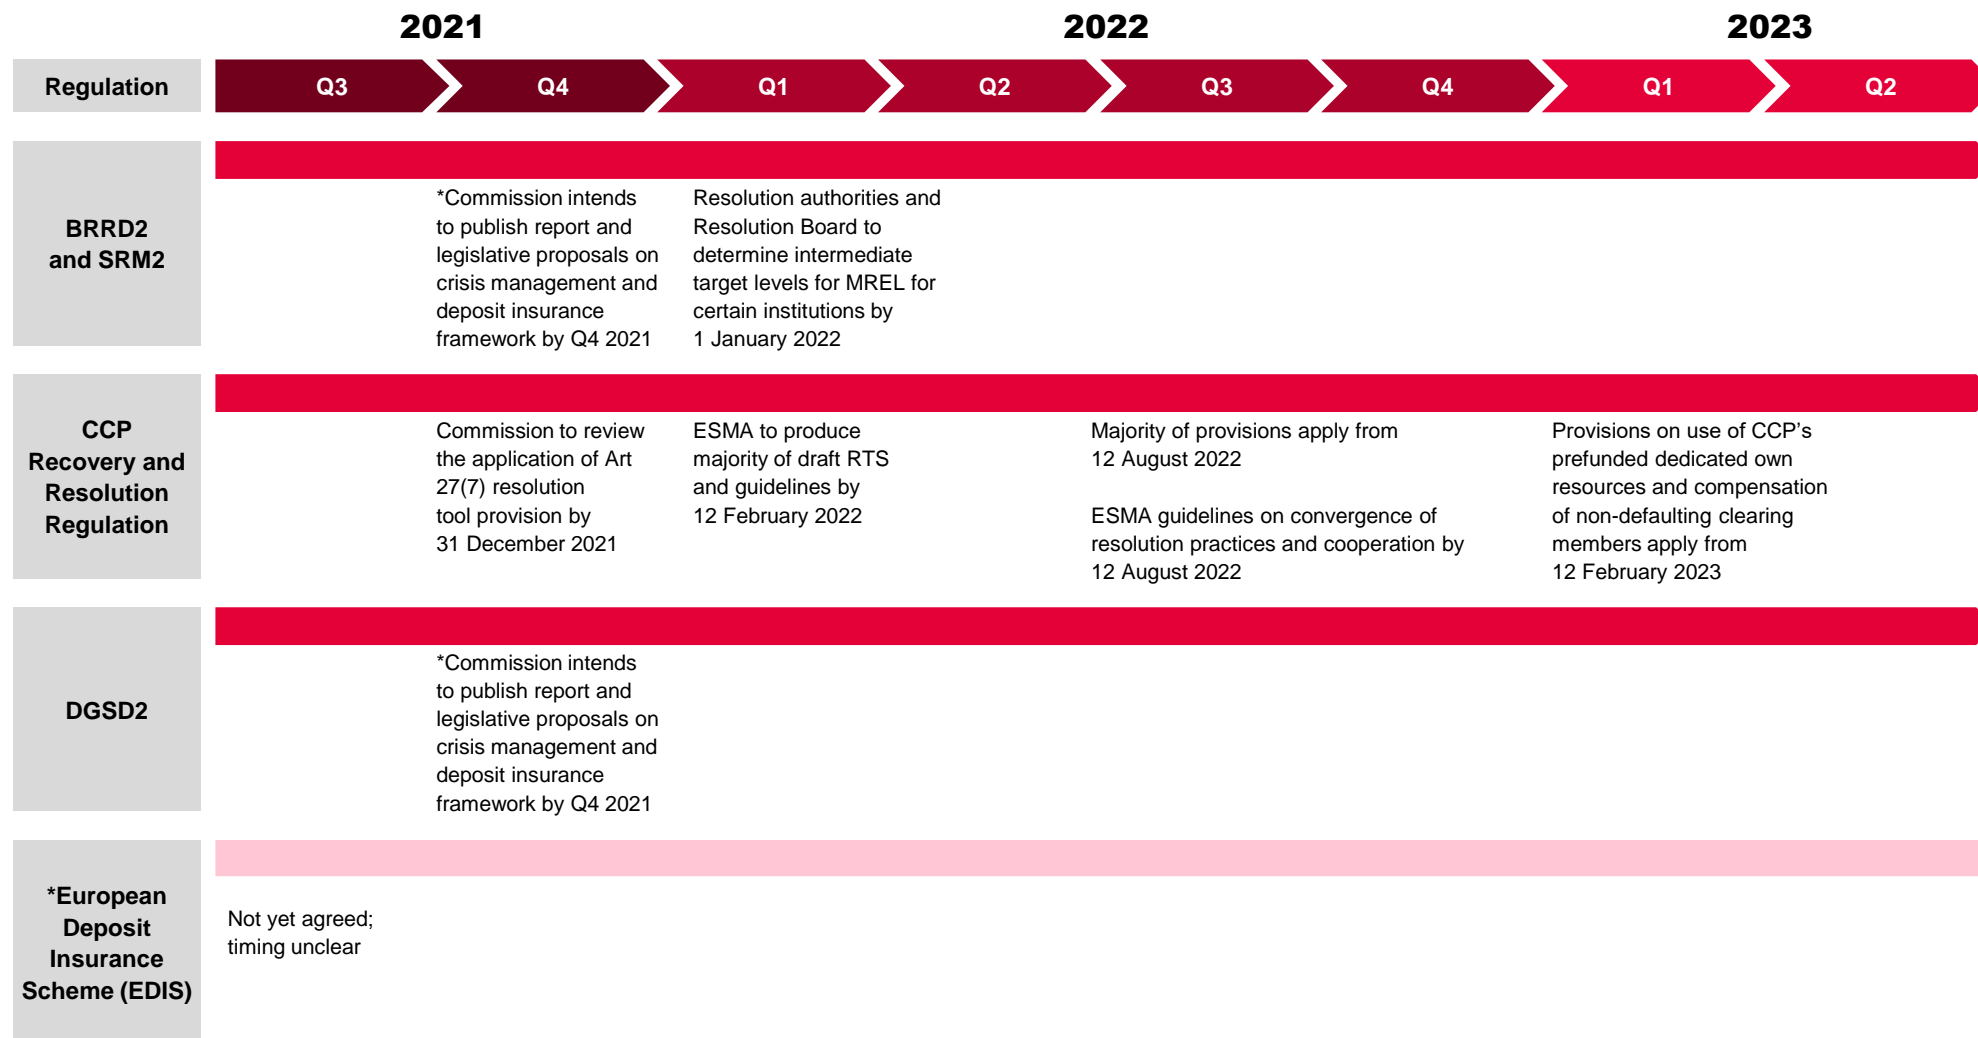 2021
2022
2023
Regulation
Q3
Q4
Q1
Q2
Q3
Q4
Q1
Q2
BRRD2
and SRM2
*Commission intends
to publish report and
legislative proposals on
crisis management and
deposit insurance
framework by Q4 2021
Resolution authorities and
Resolution Board to
determine intermediate
target levels for MREL for
certain institutions by
1 January 2022
CCP
Recovery and
Resolution
Regulation
Commission to review
the application of Art
27(7) resolution
tool provision by
31 December 2021
ESMA to produce
majority of draft RTS
and guidelines by
12 February 2022
Majority of provisions apply from
12 August 2022
ESMA guidelines on convergence of
resolution practices and cooperation by
12 August 2022
Provisions on use of CCP's
prefunded dedicated own
resources and compensation
of non-defaulting clearing
members apply from
12 February 2023
DGSD2
*Commission intends
to publish report and
legislative proposals on
crisis management and
deposit insurance
framework by Q4 2021
*European
Deposit
Insurance
Scheme (EDIS)
Not yet agreed;
timing unclear